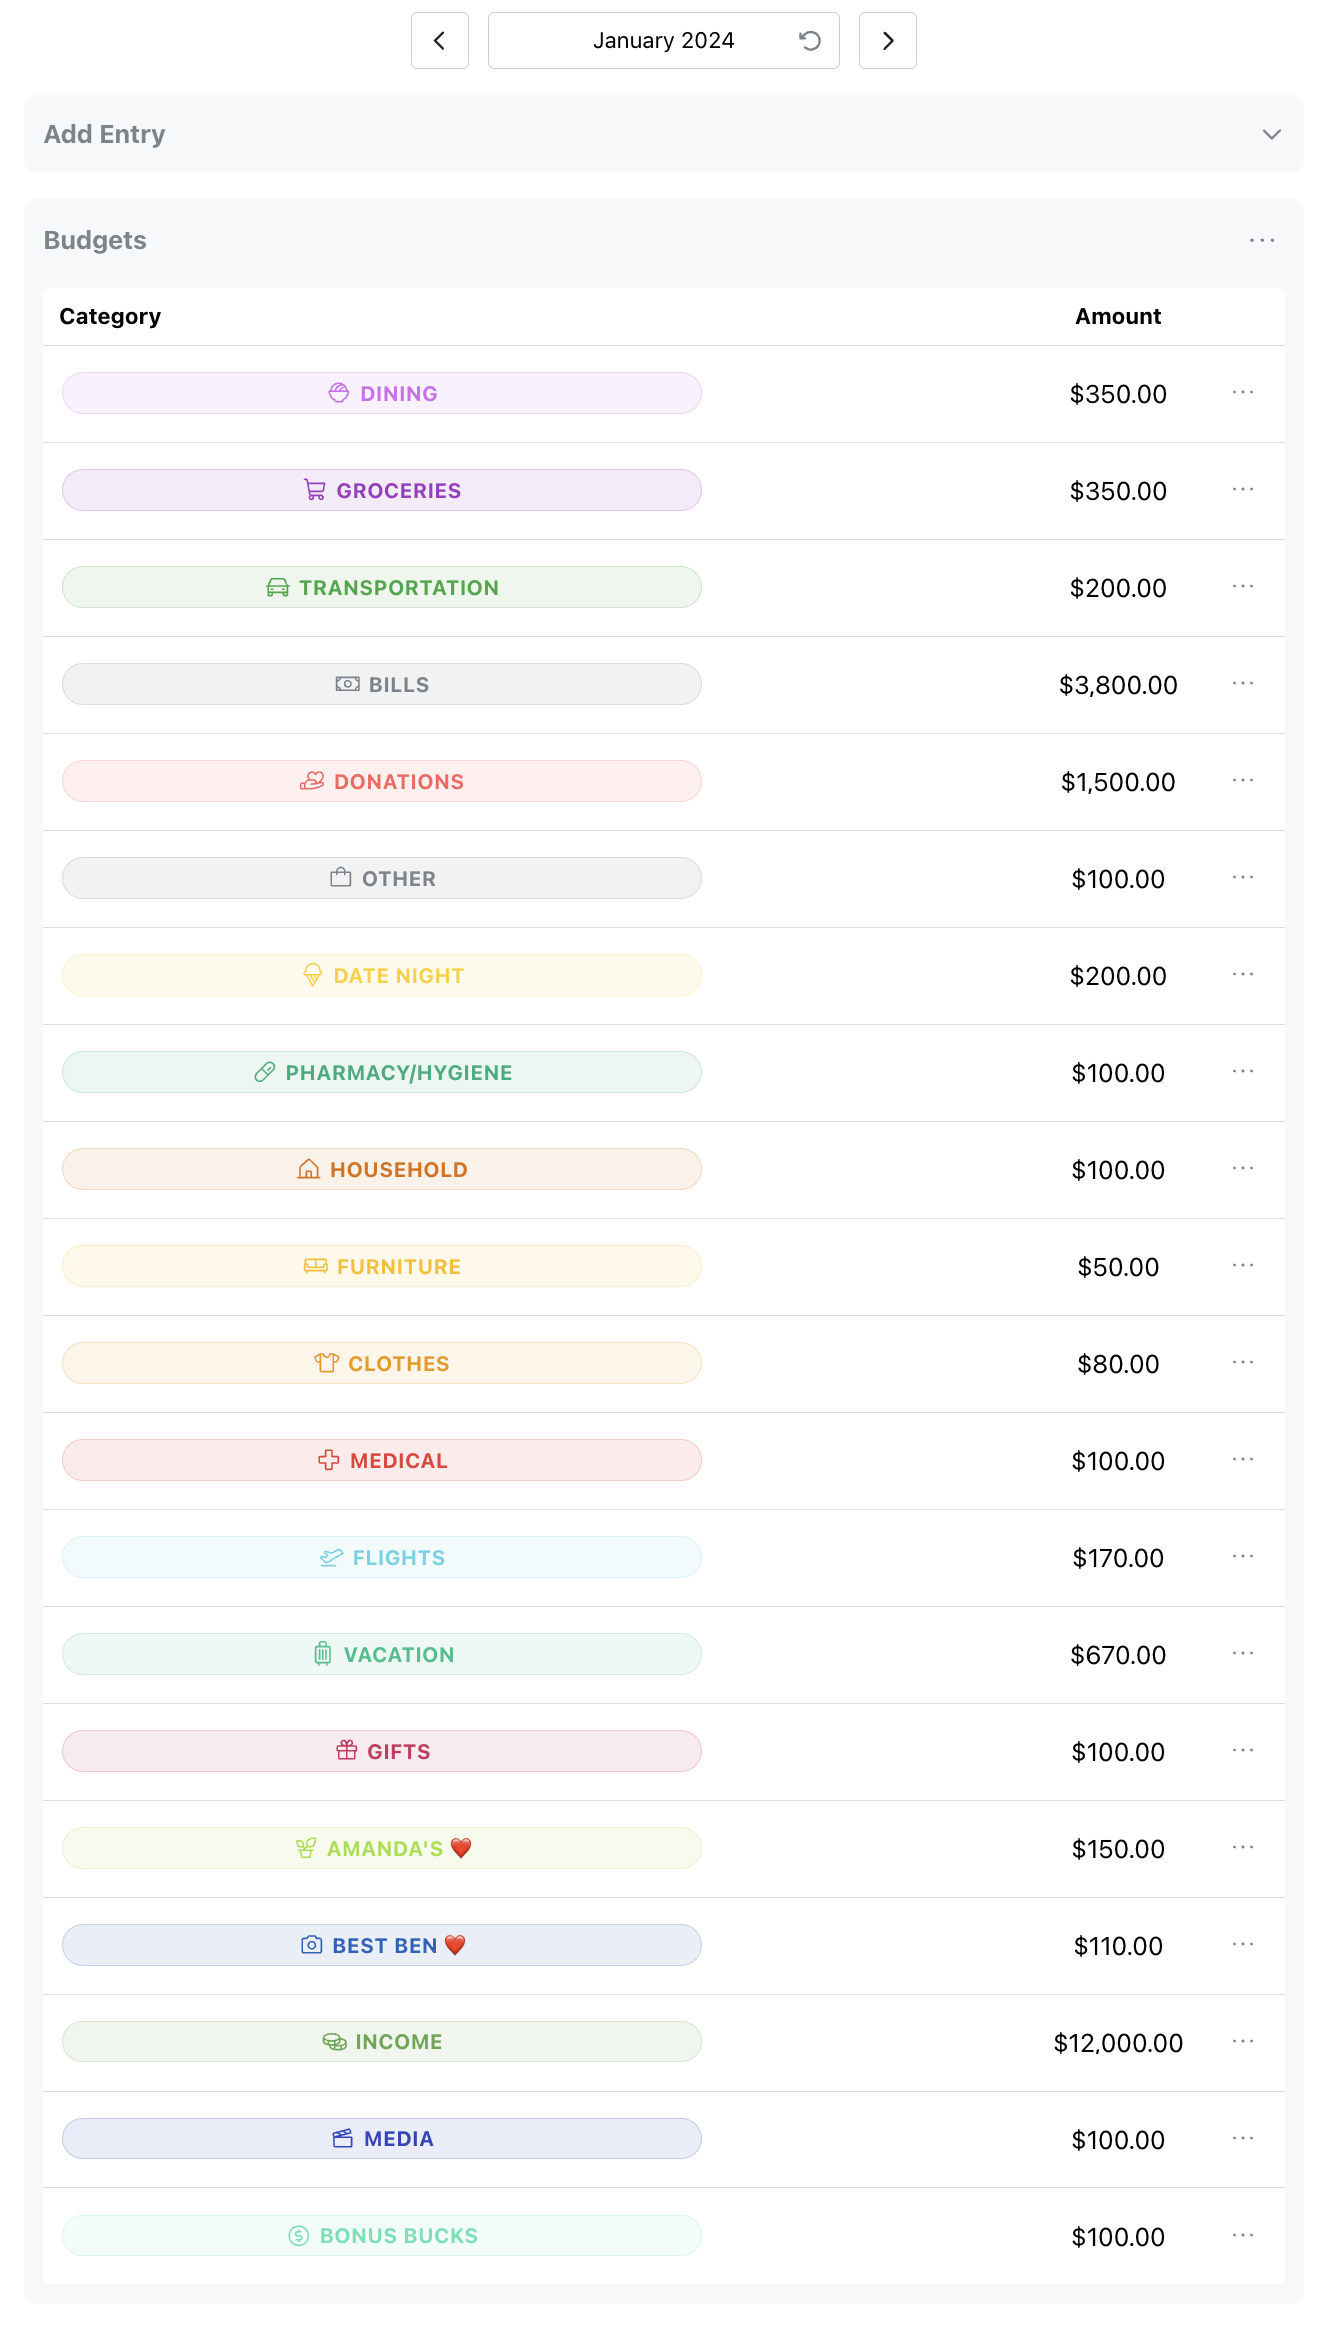 January 2024
Add Entry
Budgets
Category Amount
DINING $350.00
GROCERIES $350.00
TRANSPORTATION $200.00
BILLS $3,800.00
DONATIONS $1,500.00
OTHER $100.00
DATE NIGHT $200.00
PHARMACY/HYGIENE $100.00
HOUSEHOLD $100.00
FURNITURE $50.00
CLOTHES $80.00
MEDICAL $100.00
FLIGHTS $170.00
VACATION $670.00
GIFTS $100.00
AMANDA'S ❤️ $150.00
BEST BEN ❤️ $110.00
INCOME $12,000.00
MEDIA $100.00
BONUS BUCKS $100.00